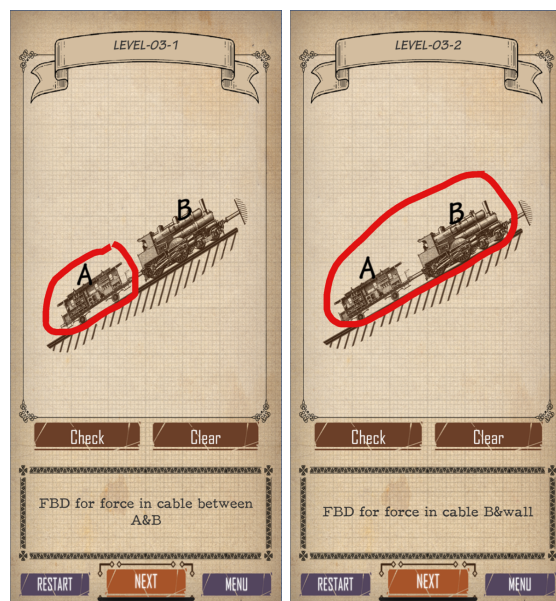 LEVEL-03-1
B
A
Check
Clear
FBD for force in cable between
A&B
RESTART
NEXT
MENU
LEVEL-03-2
B
A
Check
Clear
FBD for force in cable B&wall
RESTART
NEXT
MENU